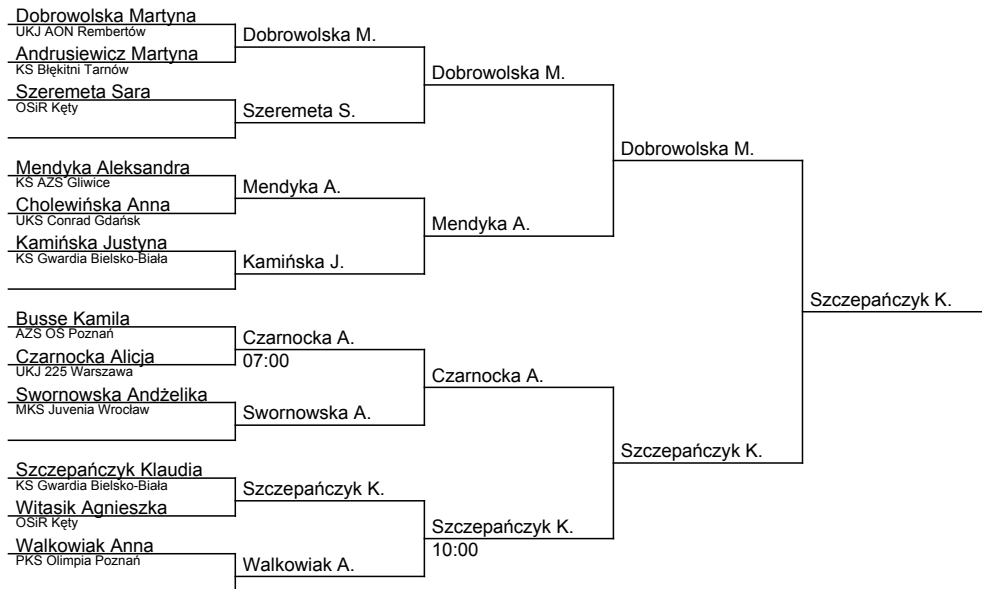 Dobrowolska Martyna
UKJ AON Rembertów
Dobrowolska M.
Andrusiewicz Martyna
KS Błękitni Tarnów
Dobrowolska M.
Szeremeta Sara
OSiR Kęty
Szeremeta S.
Dobrowolska M.
Mendyka Aleksandra
KS AZS Gliwice
Mendyka A.
Cholewińska Anna
UKS Conrad Gdańsk
Mendyka A.
Kamińska Justyna
KS Gwardia Bielsko-Biała
Kamińska J.
Szczepańczyk K.
Busse Kamila
AZS OŚ Poznań
Czarnocka A.
07:00
Czarnocka Alicja
UKJ 225 Warszawa
Czarnocka A.
Swornowska Andżelika
MKS Juvenia Wrocław
Swornowska A.
Szczepańczyk K.
Szczepańczyk Klaudia
KS Gwardia Bielsko-Biała
Szczepańczyk K.
Witasik Agnieszka
OSiR Kęty
Szczepańczyk K.
10:00
Walkowiak Anna
PKS Olimpia Poznań
Walkowiak A.